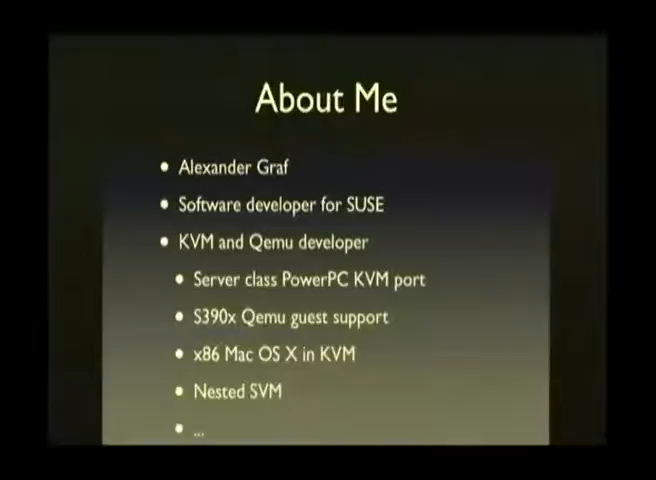 About Me
• Alexander Graf
• Software developer for SUSE
• KVM and Qemu developer
• Server class PowerPC KVM port
• S390x Qemu guest support
• x86 Mac OS X in KVM
• Nested SVM
• ...